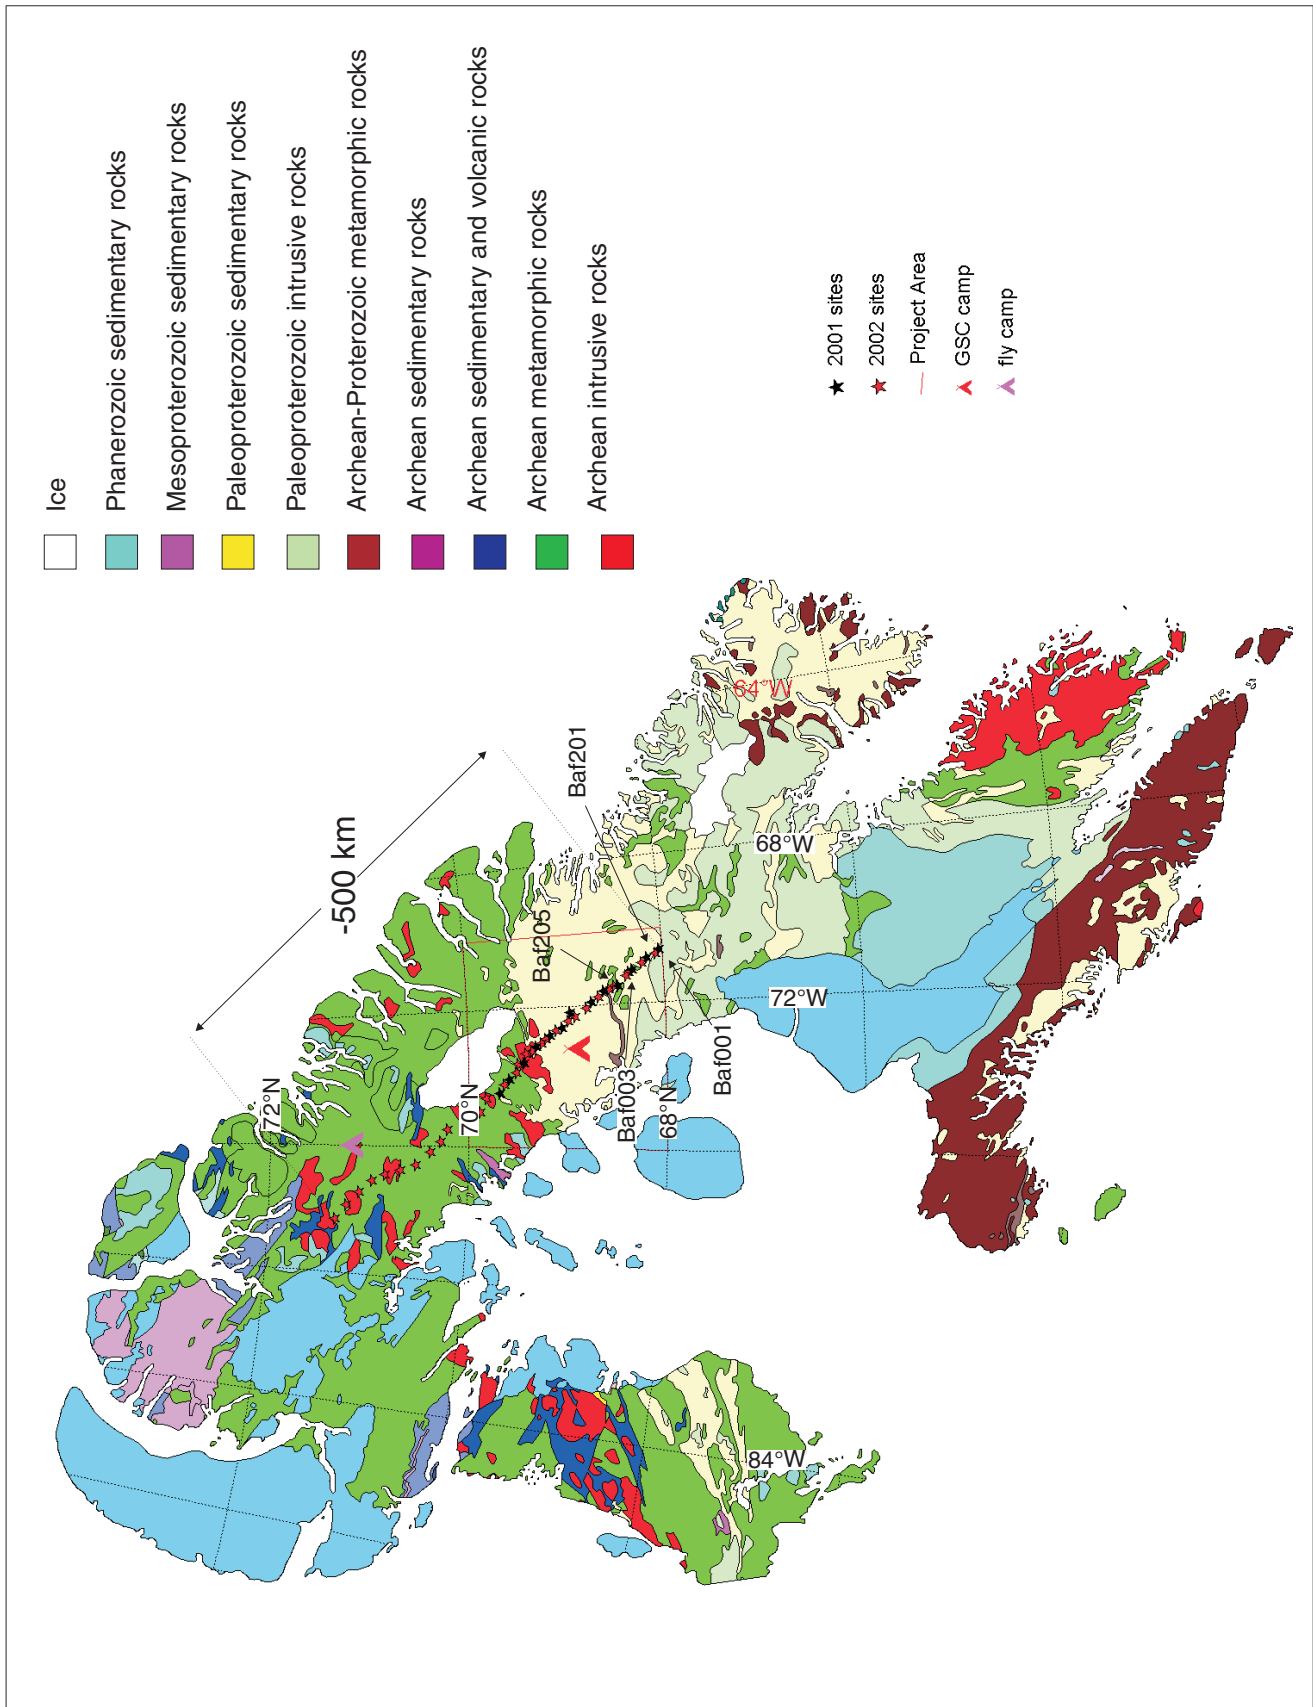 Ice
Phanerozoic sedimentary rocks
Mesoproterozoic sedimentary rocks
Paleoproterozoic sedimentary rocks
Paleoproterozoic intrusive rocks
Archean-Proterozoic metamorphic rocks
Archean sedimentary rocks
Archean sedimentary and volcanic rocks
Archean metamorphic rocks
Archean intrusive rocks
2001 sites
2002 sites
Project Area
GSC camp
fly camp
-500 km
Baf201
Baf205
Baf003
Baf001
72°N
70°N
68°N
64°W
68°W
72°W
84°W